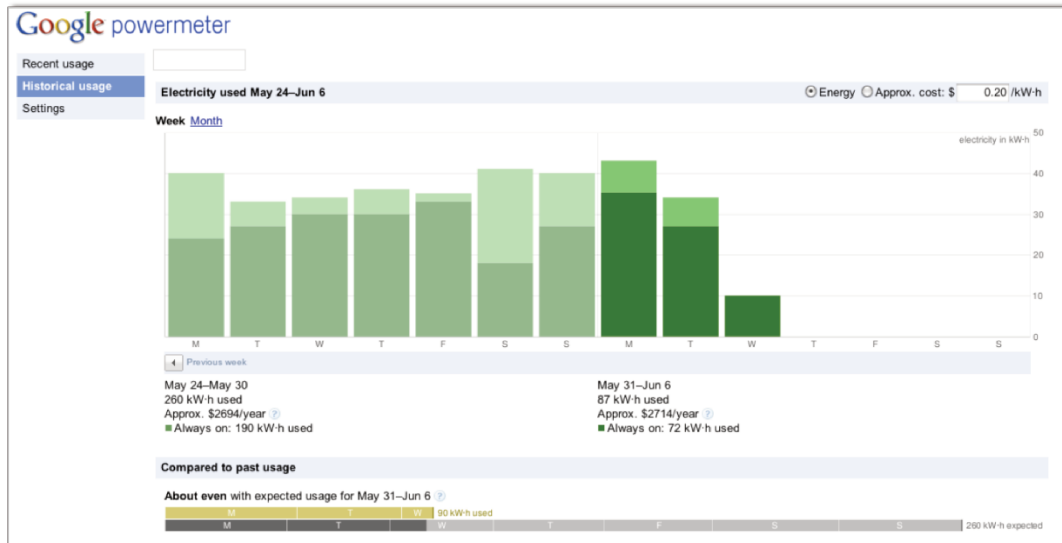 Google powermeter
Recent usage
Historical usage
Settings
Electricity used May 24–Jun 6
Energy Approx. cost: $ 0.20 /kW·h
Week Month
electricity in kW·h
50
40
30
20
10
0
M T W T F S S M T W T F S S
Previous week
May 24–May 30
260 kW·h used
Approx. $2694/year ?
Always on: 190 kW·h used
May 31–Jun 6
87 kW·h used
Approx. $2714/year ?
Always on: 72 kW·h used
Compared to past usage
About even with expected usage for May 31–Jun 6 ?
M T W 90 kW·h used
M T W T F S S 260 kW·h expected